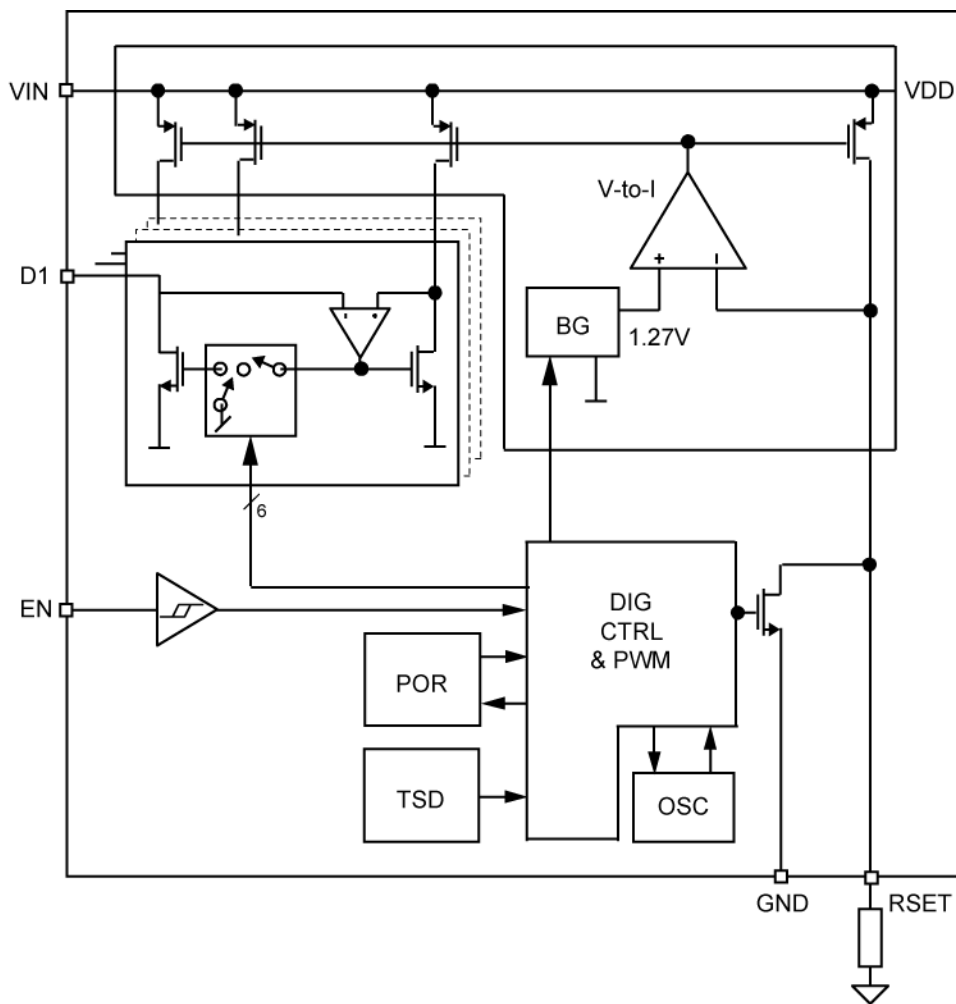 VIN
VDD
V-to-I
+ -
D1
- +
BG
1.27V
6
EN
DIG
CTRL
& PWM
POR
TSD
OSC
GND
RSET